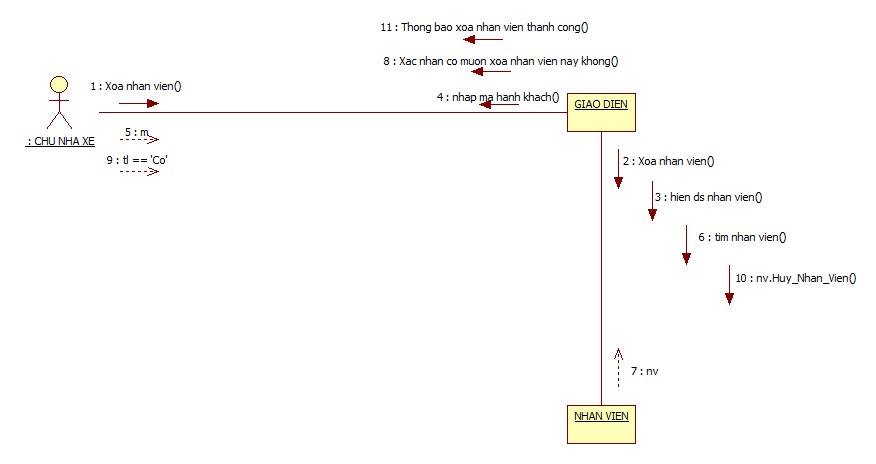 11 : Thong bao xoa nhan vien thanh cong()
8 : Xac nhan co muon xoa nhan vien nay khong()
1 : Xoa nhan vien()
4 : nhap ma hanh khach()
GIAO DIEN
5 : m
: CHU NHA XE
9 : tl == 'Co'
2 : Xoa nhan vien()
3 : hien ds nhan vien()
6 : tim nhan vien()
10 : nv.Huy_Nhan_Vien()
7 : nv
NHAN VIEN